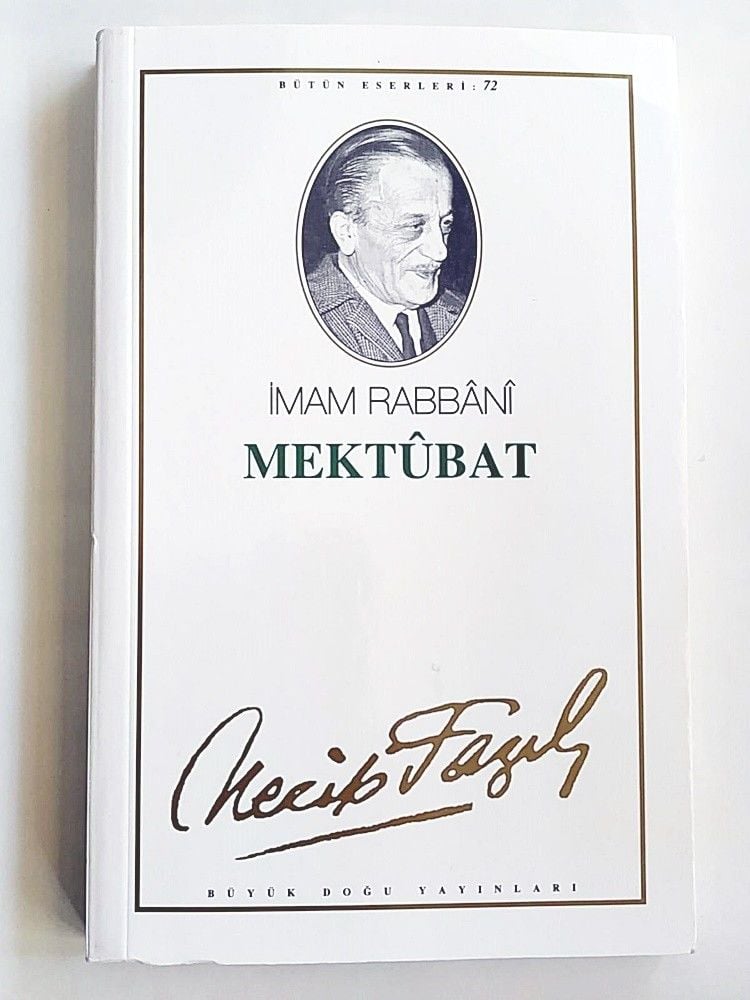 BÜTÜN ESERLERİ: 72
İMAM RABBÂNÎ
MEKTÛBAT
Necip Fazıl
BÜYÜK DOĞU YAYINLARI